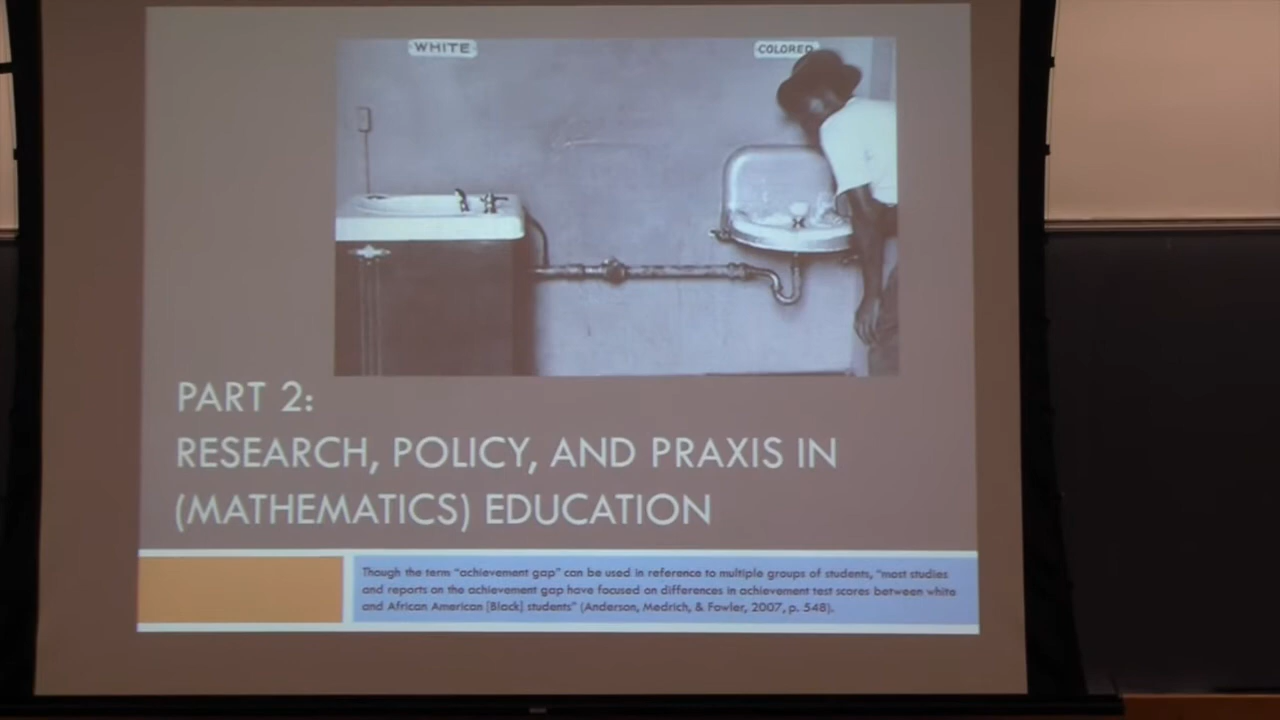 WHITE
COLORED
PART 2:
RESEARCH, POLICY, AND PRAXIS IN
(MATHEMATICS) EDUCATION
Though the term "achievement gap" can be used in reference to multiple groups of students, "most studies
and reports on the achievement gap have focused on differences in achievement test scores between white
and African American [Black] students" (Anderson, Medrich, & Fowler, 2007, p. 548).